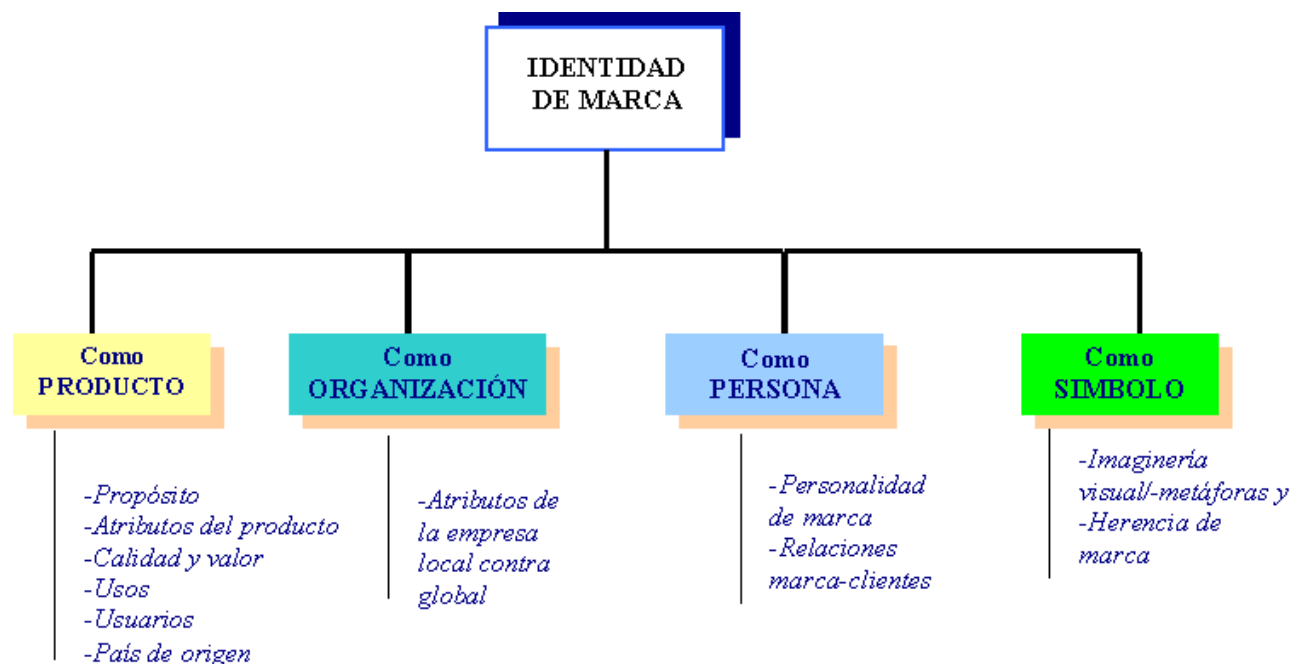 IDENTIDAD
DE MARCA
Como
PRODUCTO
-Propósito
-Atributos del producto
-Calidad y valor
-Usos
-Usuarios
-País de origen
Como
ORGANIZACIÓN
-Atributos de
la empresa
local contra
global
Como
PERSONA
-Personalidad
de marca
-Relaciones
marca-clientes
Como
SIMBOLO
-Imaginería
visual/-metáforas y
-Herencia de
marca